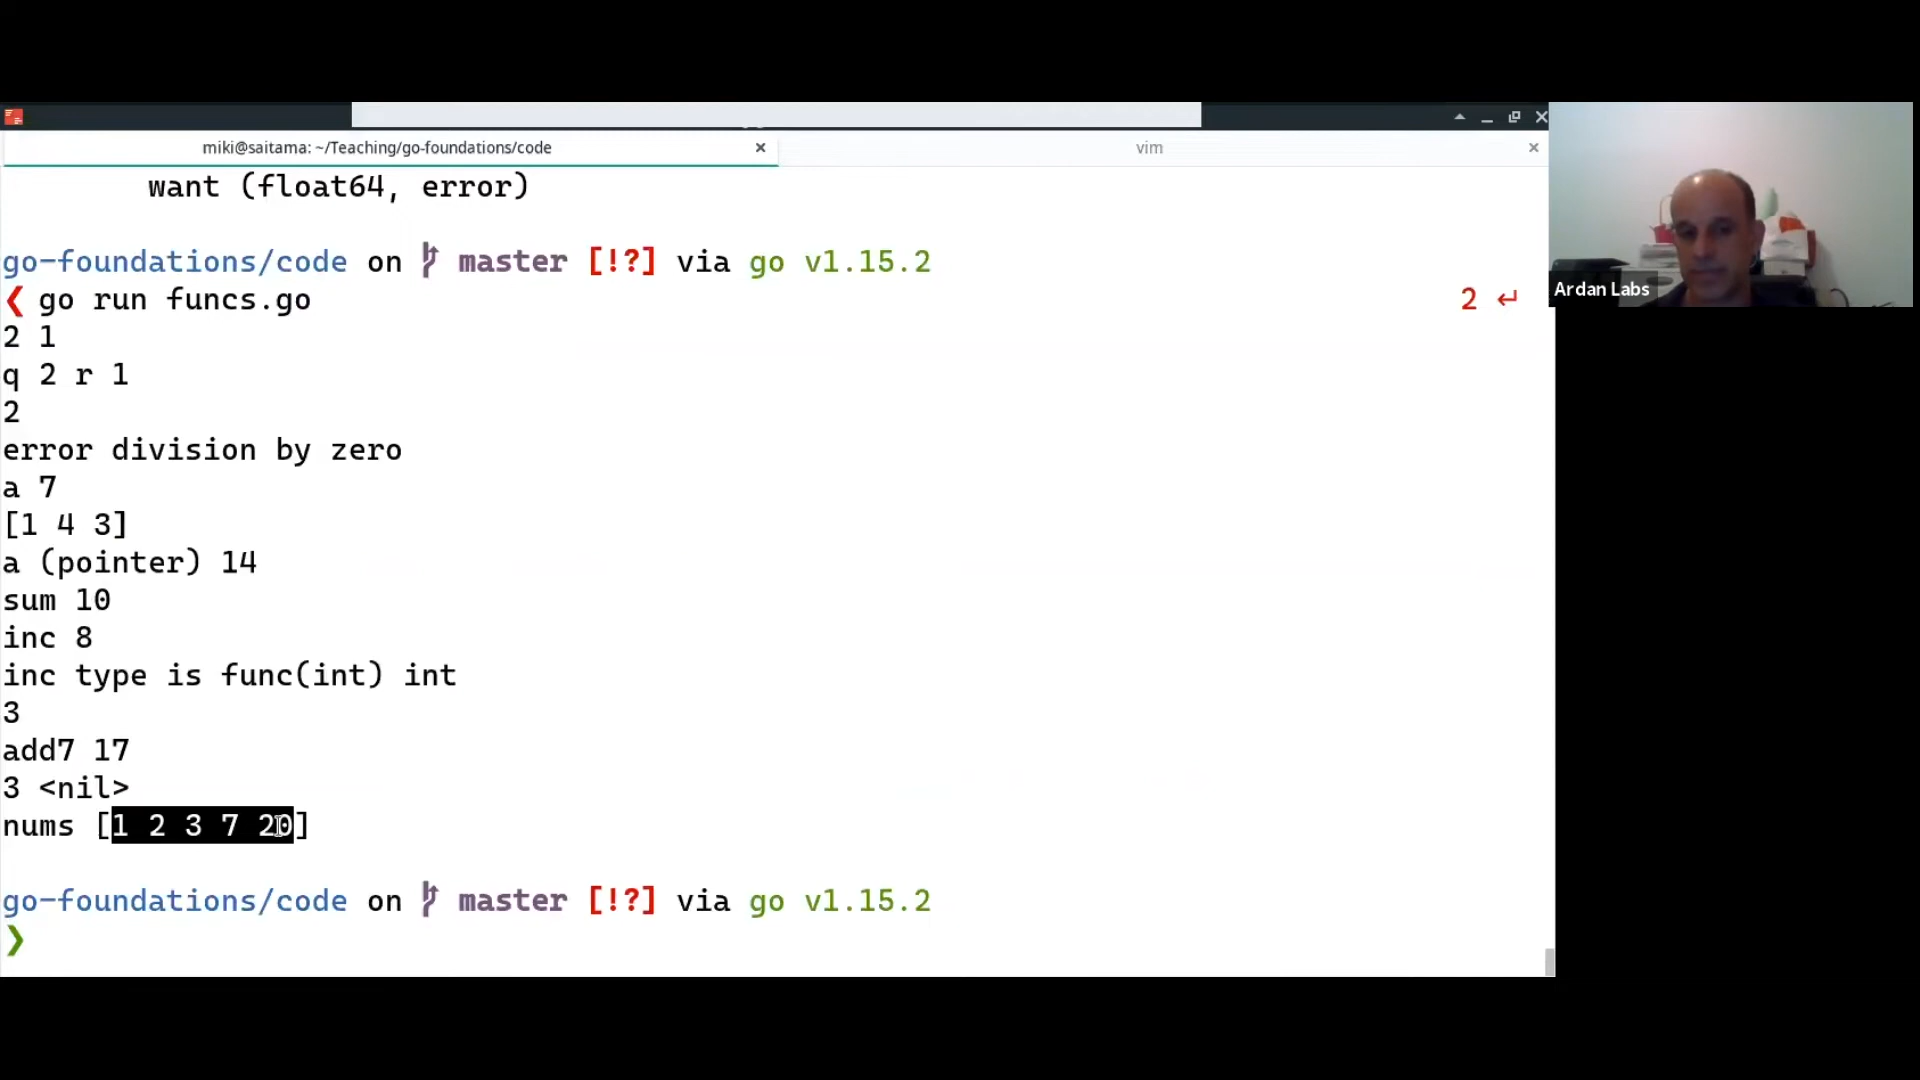 miki@saitama: ~/Teaching/go-foundations/code
vim
want (float64, error)
go-foundations/code on master [!?] via go v1.15.2
❮ go run funcs.go 2 ↵
2 1
q 2 r 1
2
error division by zero
a 7
[1 4 3]
a (pointer) 14
sum 10
inc 8
inc type is func(int) int
3
add7 17
3 <nil>
nums [1 2 3 7 20]
go-foundations/code on master [!?] via go v1.15.2
❯
Ardan Labs